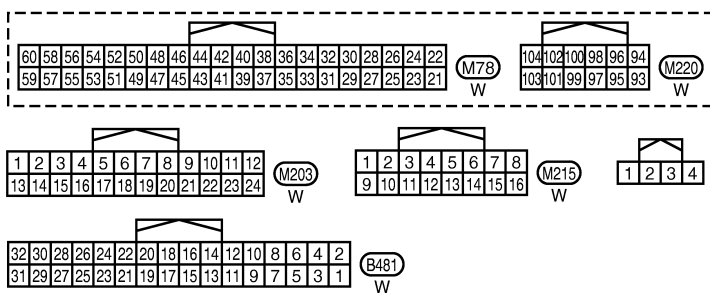 60 58 56 54 52 50 48 46 44 42 40 38 36 34 32 30 28 26 24 22
59 57 55 53 51 49 47 45 43 41 39 37 35 33 31 29 27 25 23 21
M78
W
104 102 100 98 96 94
103 101 99 97 95 93
M220
W
1 2 3 4 5 6 7 8 9 10 11 12
13 14 15 16 17 18 19 20 21 22 23 24
M203
W
1 2 3 4 5 6 7 8
9 10 11 12 13 14 15 16
M215
W
1 2 3 4
32 30 28 26 24 22 20 18 16 14 12 10 8 6 4 2
31 29 27 25 23 21 19 17 15 13 11 9 7 5 3 1
B481
W